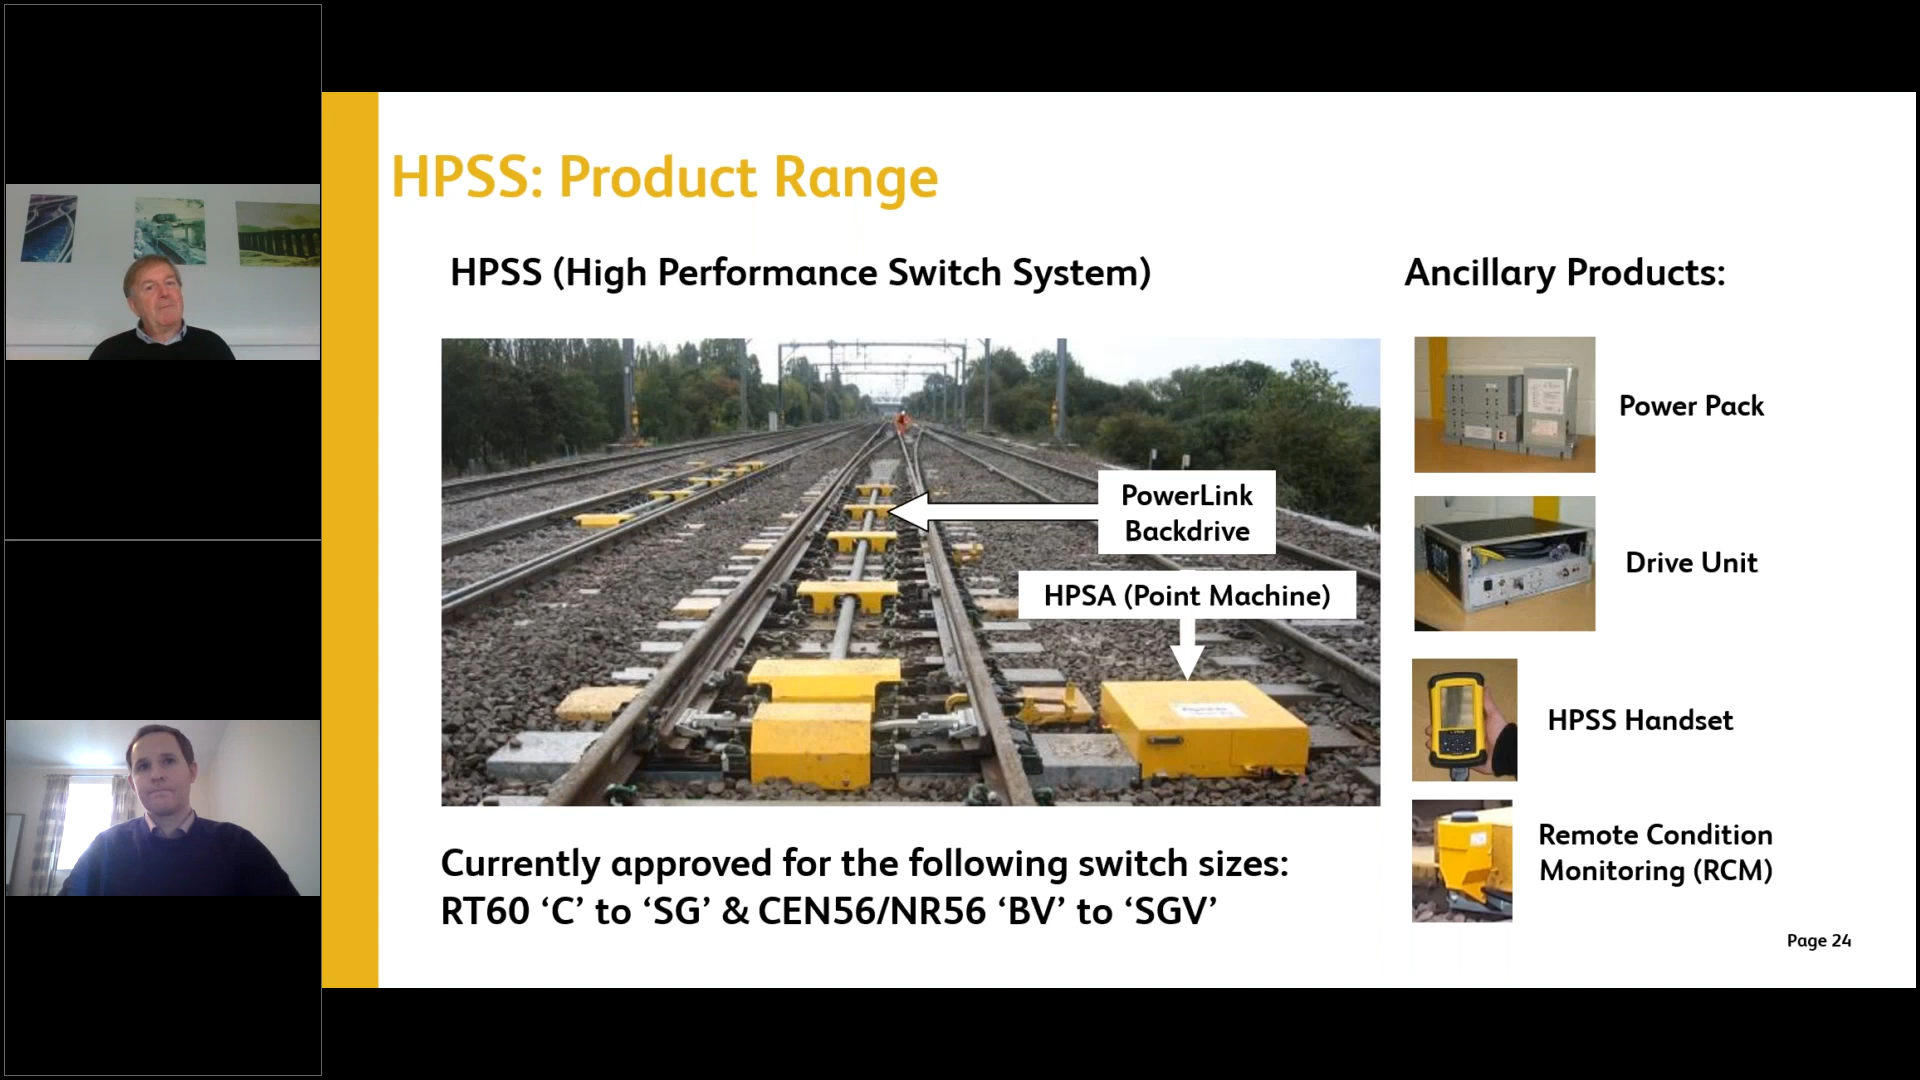 HPSS: Product Range
HPSS (High Performance Switch System)
PowerLink
Backdrive
HPSA (Point Machine)
Currently approved for the following switch sizes:
RT60 ‘C’ to ‘SG’ & CEN56/NR56 ‘BV’ to ‘SGV’
Ancillary Products:
Power Pack
Drive Unit
HPSS Handset
Remote Condition
Monitoring (RCM)
Page 24